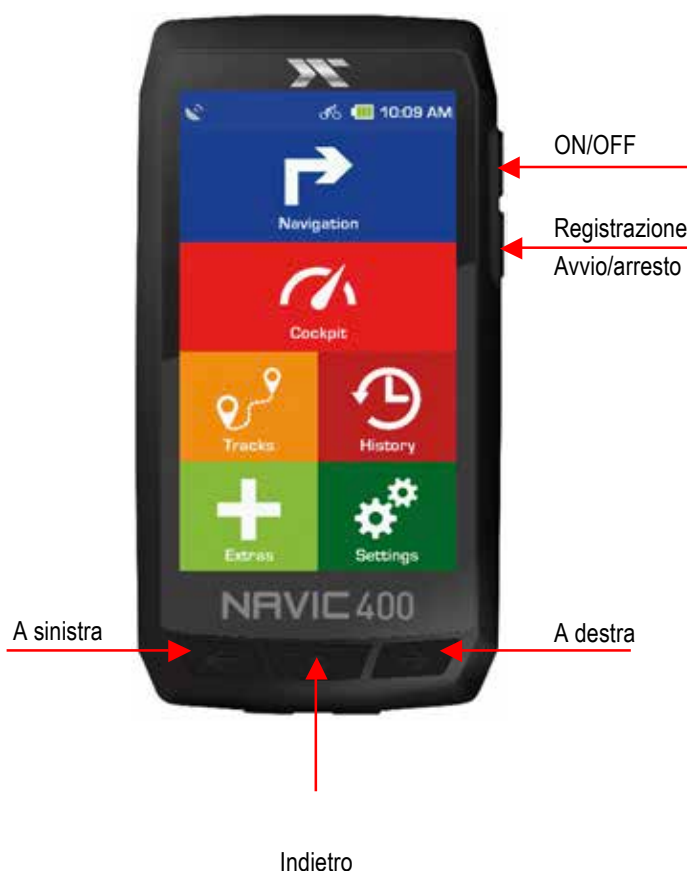 10:09 AM
ON/OFF
Navigation
Registrazione
Avvio/arresto
Cockpit
Tracks
History
Extras
Settings
NAVIC 400
A sinistra
A destra
Indietro